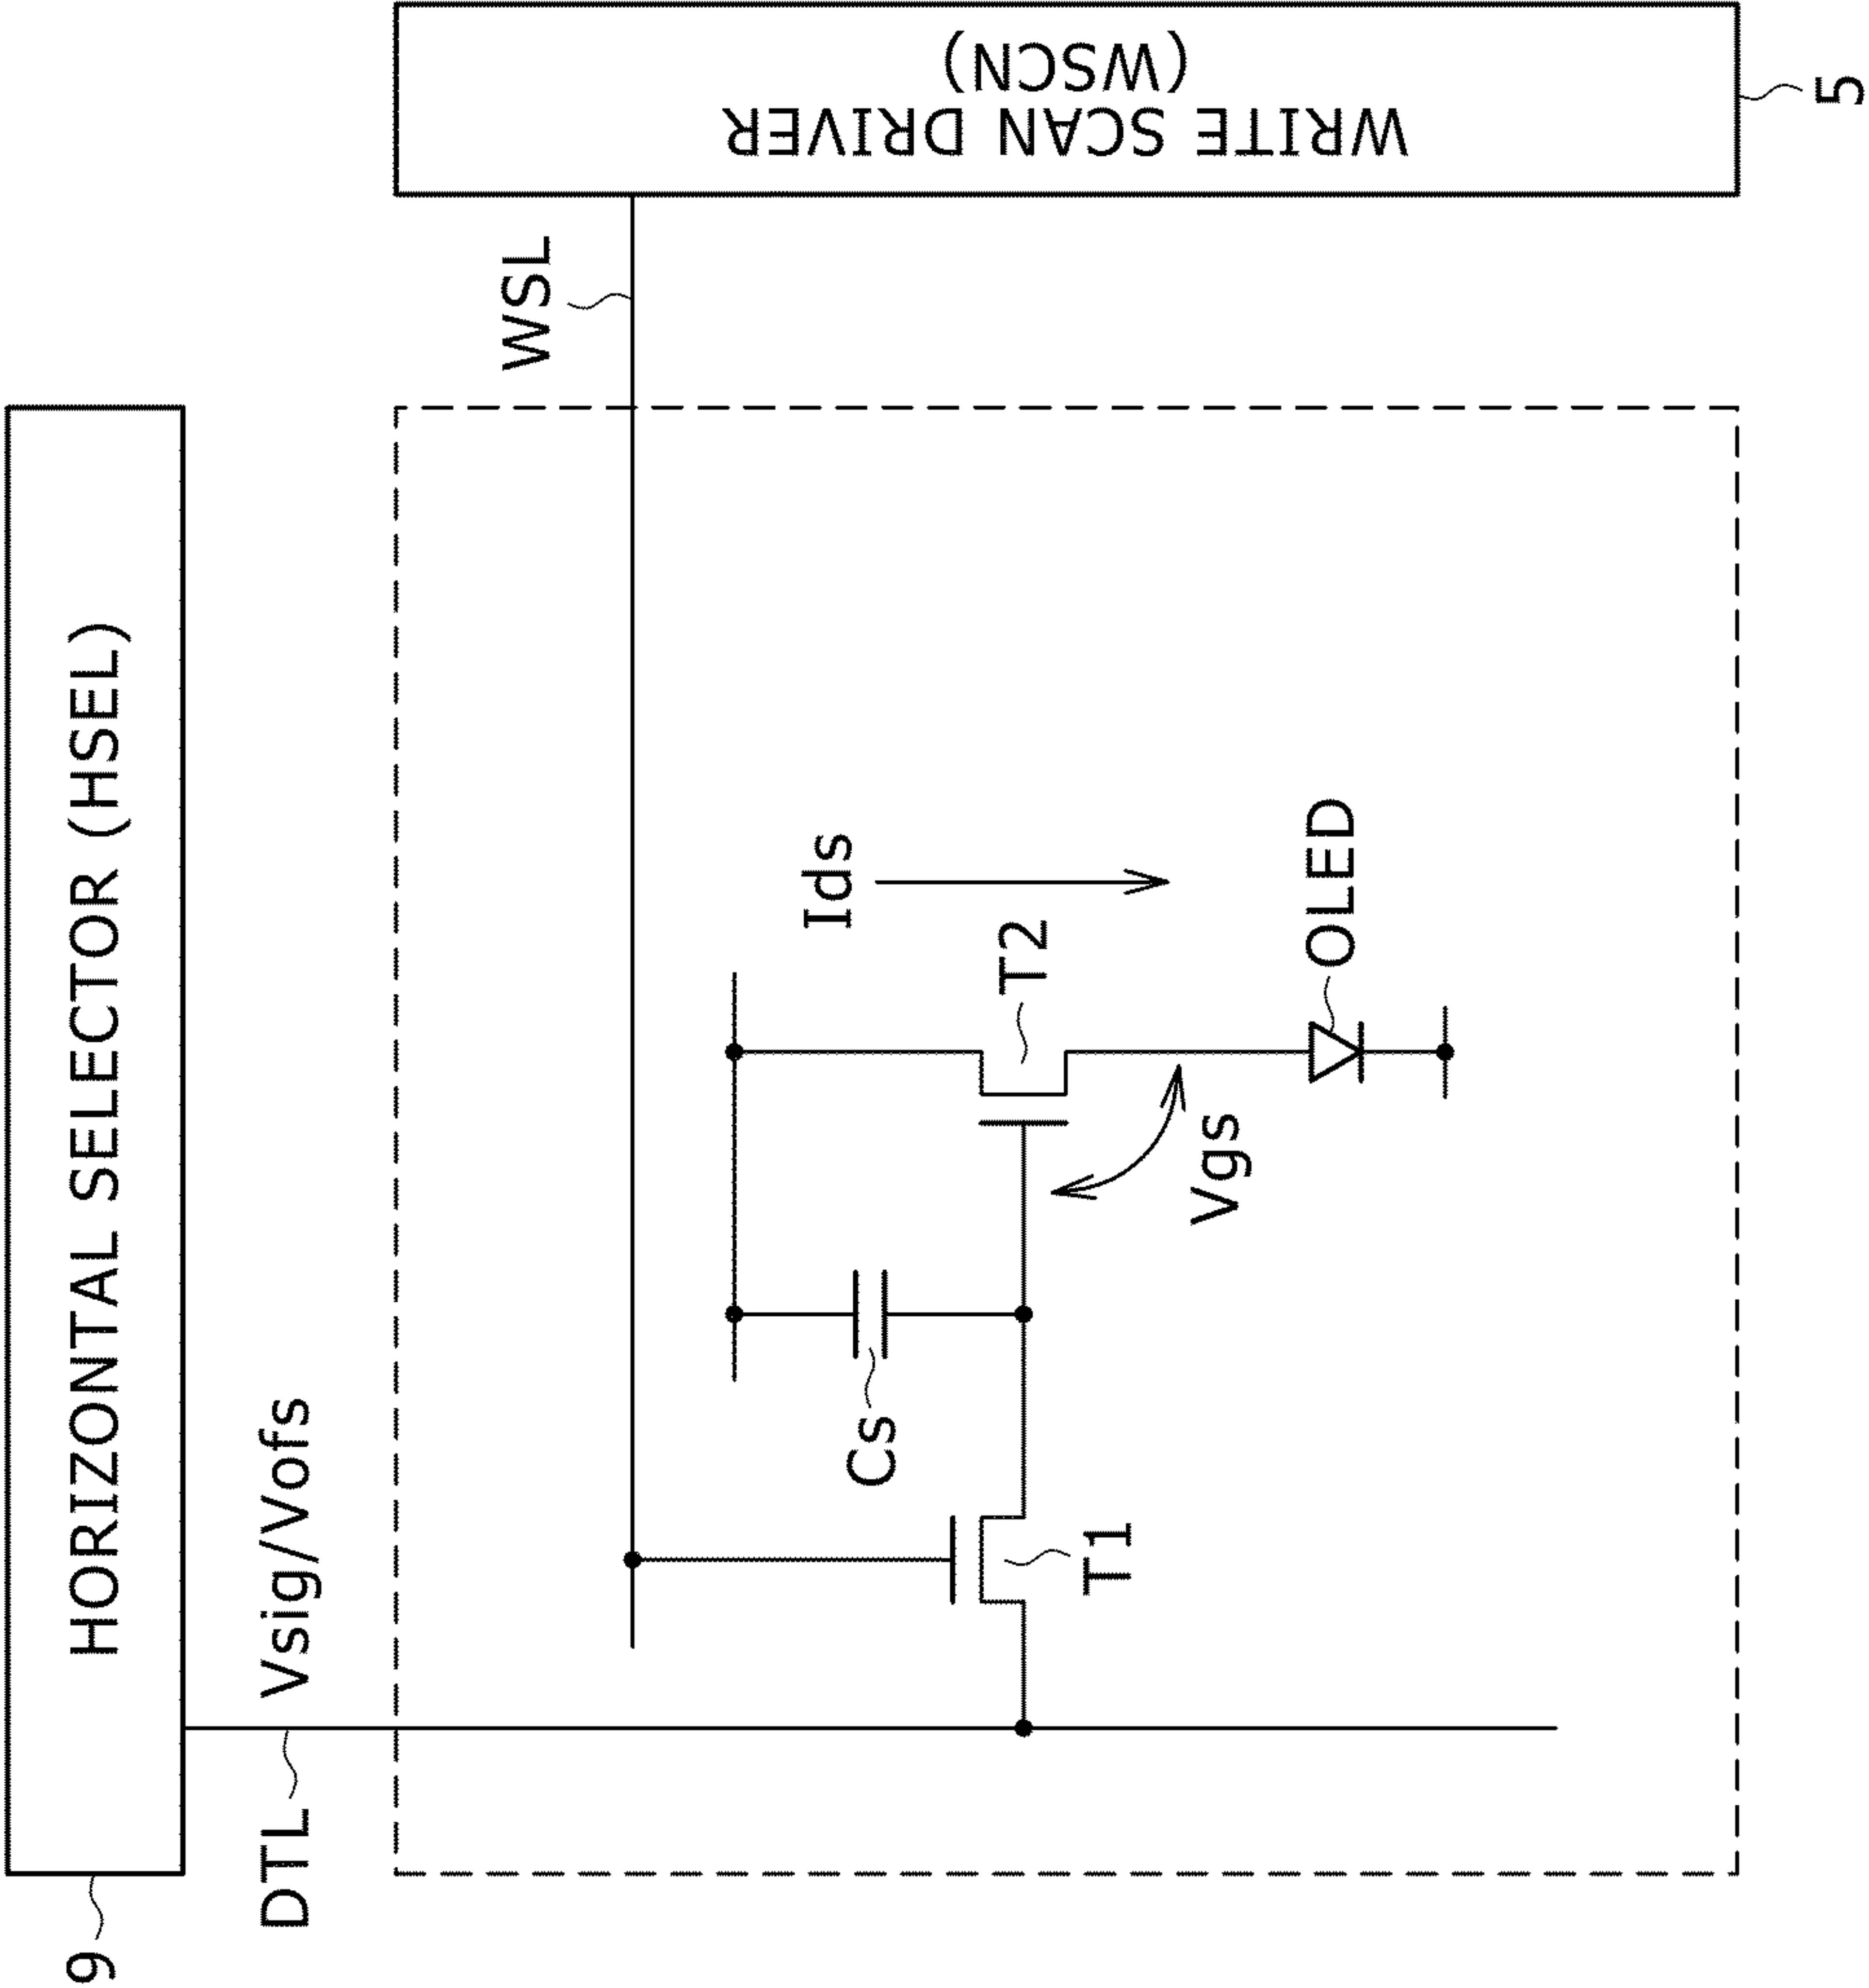 HORIZONTAL SELECTOR (HSEL)
9
DTL
Vsig/Vofs
WSL
WRITE SCAN DRIVER
(WSCN)
5
Ids
T2
Cs
Vgs
T1
OLED